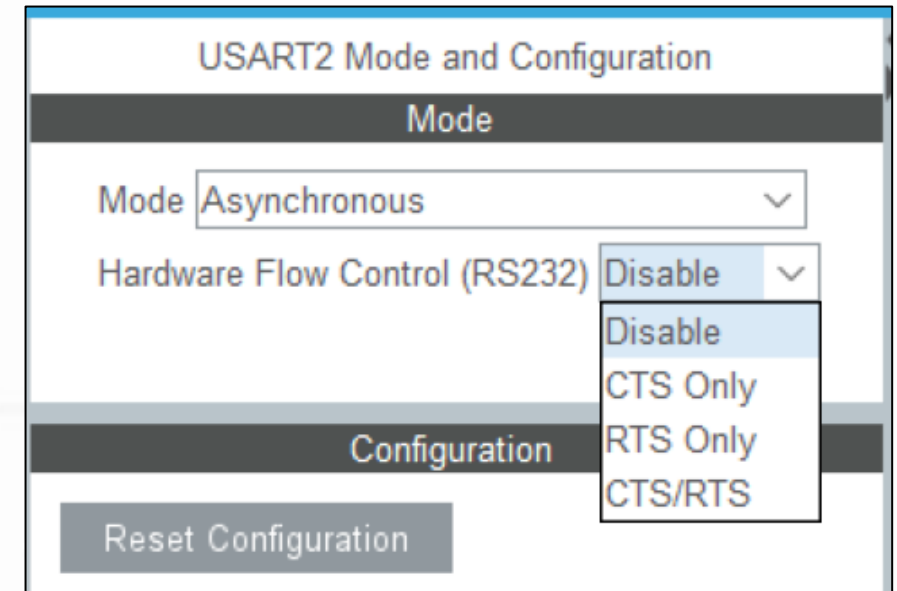 USART2 Mode and Configuration
Mode
Mode Asynchronous
Hardware Flow Control (RS232) Disable
Disable
CTS Only
RTS Only
CTS/RTS
Configuration
Reset Configuration